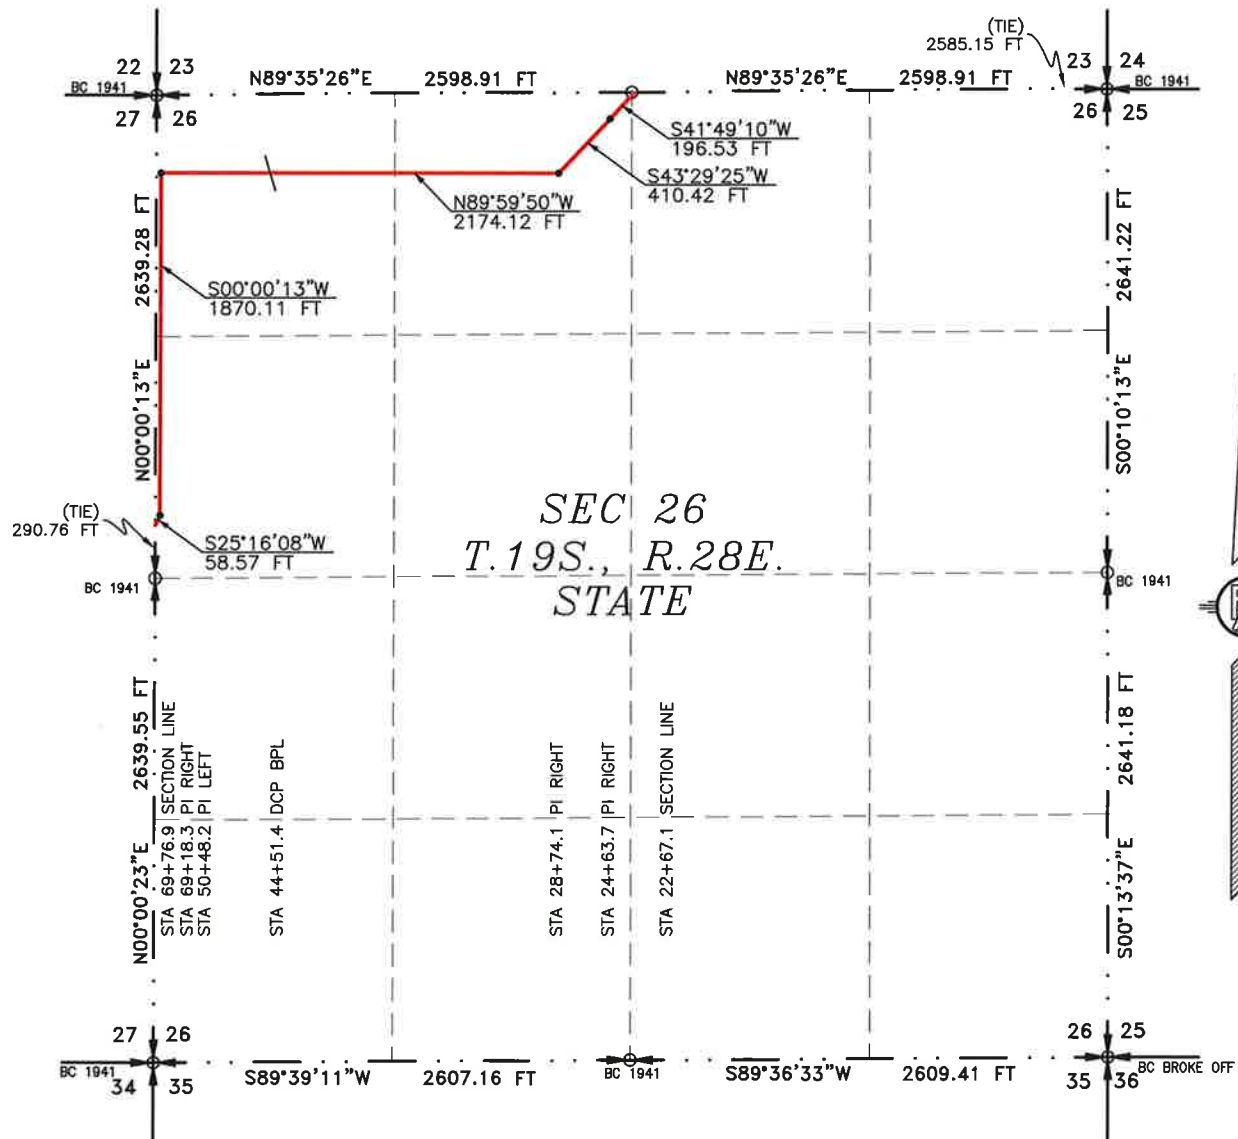 (TIE)
2585.15 FT
22 23
23 24
N89°35'26"E 2598.91 FT
N89°35'26"E 2598.91 FT
BC 1941
BC 1941
27 26
26 25
S41°49'10"W
196.53 FT
S43°29'25"W
410.42 FT
N89°59'50"W
2174.12 FT
2639.28 FT
2641.22 FT
S00°00'13"W
1870.11 FT
N00°00'13"E
S00°10'13"E
(TIE)
290.76 FT
S25°16'08"W
58.57 FT
SEC 26
T.19S., R.28E.
STATE
BC 1941
BC 1941
2639.55 FT
2641.18 FT
N00°00'23"E
S00°13'37"E
STA 69+76.9 SECTION LINE
STA 69+18.3 PI RIGHT
STA 50+48.2 PI LEFT
STA 44+51.4 DCP BPL
STA 28+74.1 PI RIGHT
STA 24+63.7 PI RIGHT
STA 22+67.1 SECTION LINE
27 26
26 25
BC 1941
S89°39'11"W 2607.16 FT
BC 1941
S89°36'33"W 2609.41 FT
BC BROKE OFF
34 35
35 36